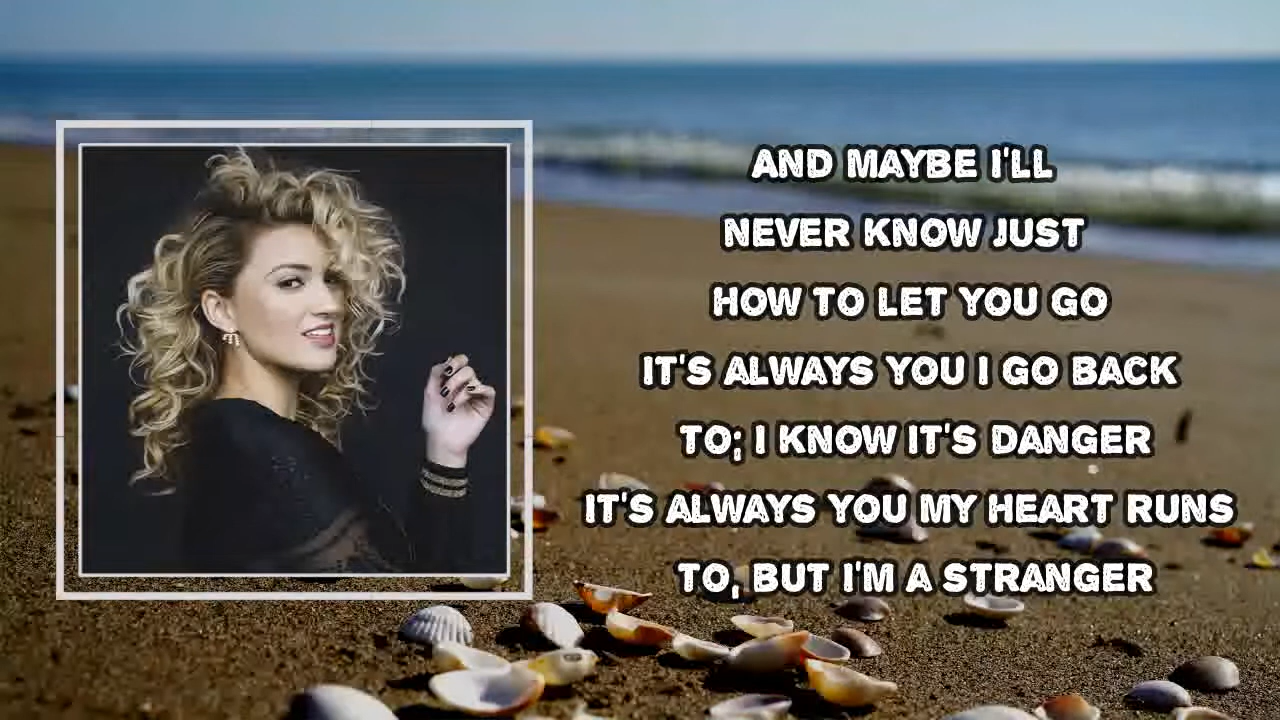 AND MAYBE I'LL
NEVER KNOW JUST
HOW TO LET YOU GO
IT'S ALWAYS YOU I GO BACK
TO; I KNOW IT'S DANGER
IT'S ALWAYS YOU MY HEART RUNS
TO, BUT I'M A STRANGER